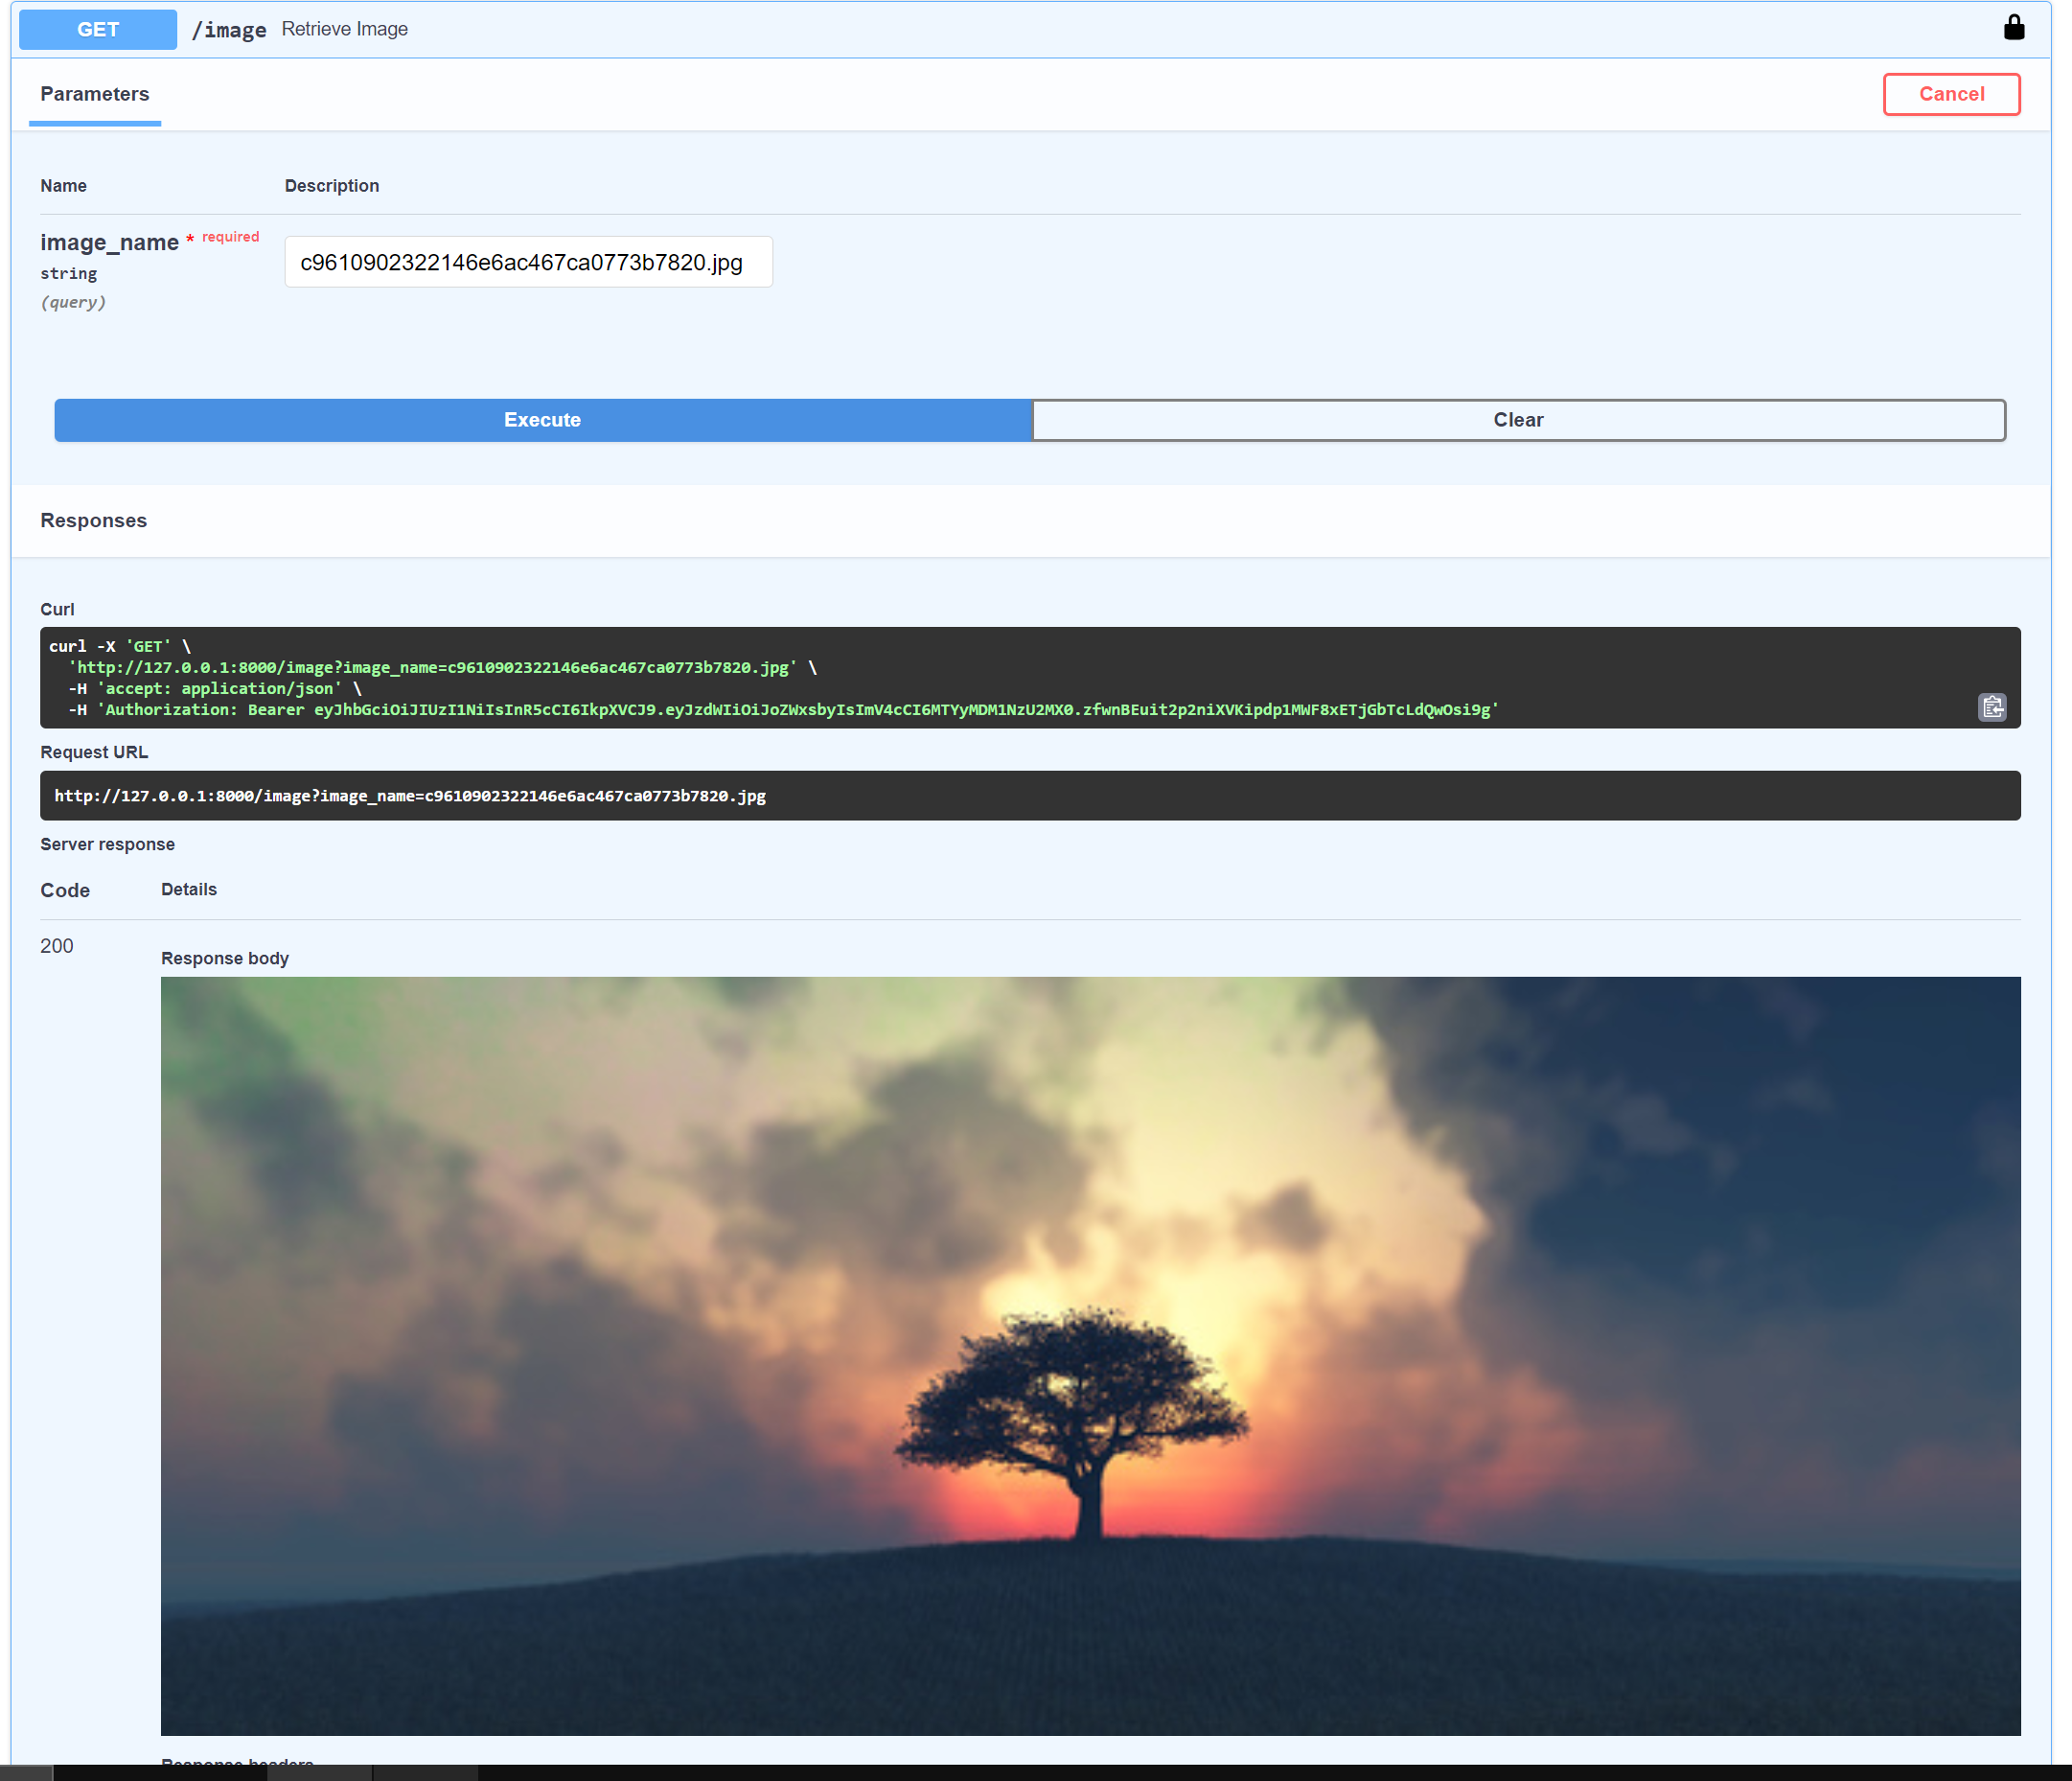 GET /image Retrieve Image
Parameters
Cancel
Name Description
image_name * required
string
(query)
c9610902322146e6ac467ca0773b7820.jpg
Execute
Clear
Responses
Curl
curl -X 'GET' \
'http://127.0.0.1:8000/image?image_name=c9610902322146e6ac467ca0773b7820.jpg' \
-H 'accept: application/json' \
-H 'Authorization: Bearer eyJhbGciOiJIUzI1NiIsInR5cCI6IkpXVCJ9.eyJzdWIiOiJoZWxsbyIsImV4cCI6MTYyMDM1NzU2MX0.zfwnBEuit2p2niXVKipdp1MWF8xETjGbTcLdQwOsi9g'
Request URL
http://127.0.0.1:8000/image?image_name=c9610902322146e6ac467ca0773b7820.jpg
Server response
Code Details
200
Response body
Response headers